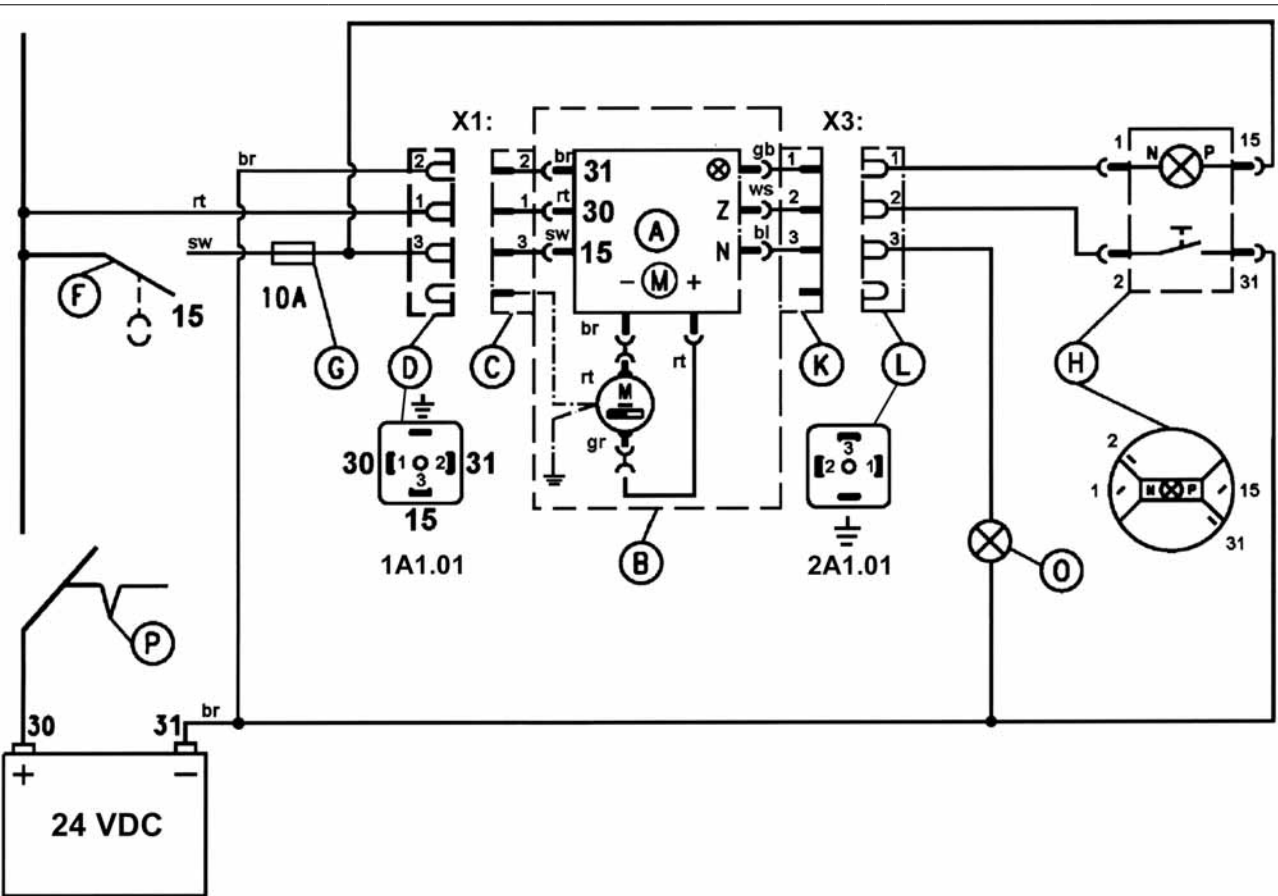 X1:
X3:
br
2
2
br
31
gb
1
1
1
N
P
15
rt
1
1
rt
30
A
Z
ws
2
2
sw
10A
3
3
sw
15
N
bl
3
3
2
31
- M +
F
15
G
D
C
br
rt
rt
M
gr
K
L
H
30
1
2
31
3
15
1A1.01
3
2
1
2A1.01
B
O
2
1
N
P
15
31
P
30
31
br
+
-
24 VDC